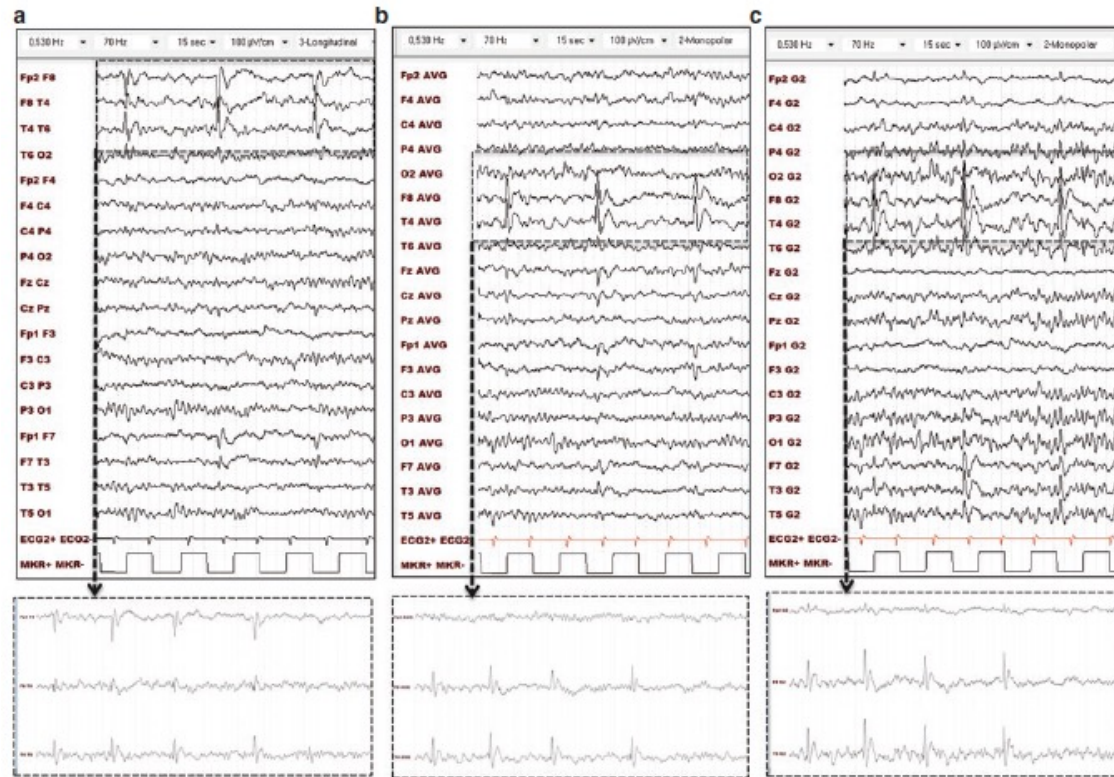 a
0,530 Hz 70 Hz 15 sec 100 µV/cm 3-Longitudinal
Fp2 F8
F8 T4
T4 T6
T6 O2
Fp2 F4
F4 C4
C4 P4
P4 O2
Fz Cz
Cz Pz
Fp1 F3
F3 C3
C3 P3
P3 O1
Fp1 F7
F7 T3
T3 T5
T5 O1
ECG2+ ECG2-
MKR+ MKR-
b
0,530 Hz 70 Hz 15 sec 100 µV/cm 2-Monopoler
Fp2 AVG
F4 AVG
C4 AVG
P4 AVG
O2 AVG
F8 AVG
T4 AVG
T6 AVG
Fz AVG
Cz AVG
Pz AVG
Fp1 AVG
F3 AVG
C3 AVG
P3 AVG
O1 AVG
F7 AVG
T3 AVG
T5 AVG
ECG2+ ECG2-
MKR+ MKR-
c
0,530 Hz 70 Hz 15 sec 100 µV/cm 2-Monopoler
Fp2 G2
F4 G2
C4 G2
P4 G2
O2 G2
F8 G2
T4 G2
T6 G2
Fz G2
Cz G2
Pz G2
Fp1 G2
F3 G2
C3 G2
P3 G2
O1 G2
F7 G2
T3 G2
T5 G2
ECG2+ ECG2-
MKR+ MKR-